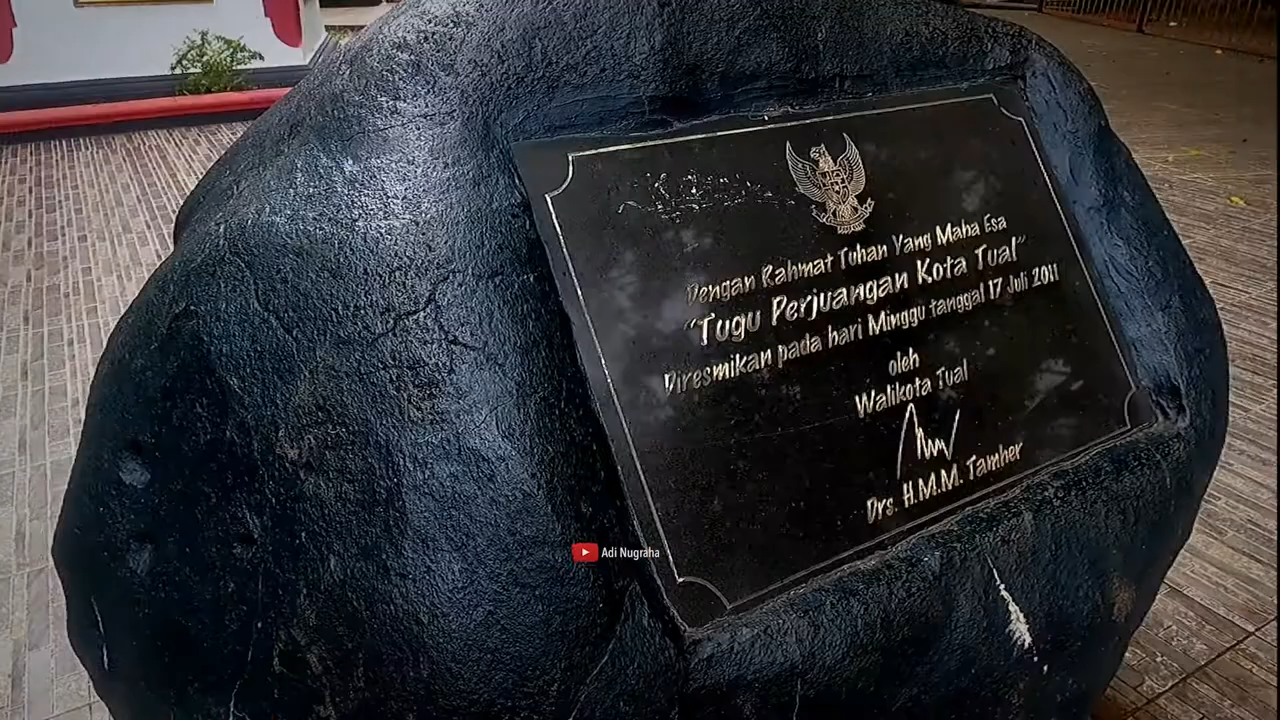 Dengan Rahmat Tuhan Yang Maha Esa
"Tugu Perjuangan Kota Tual"
Diresmikan pada hari Minggu tanggal 17 Juli 2011
oleh
Walikota Tual
Drs. H.M.M. Tamher
Adi Nugraha